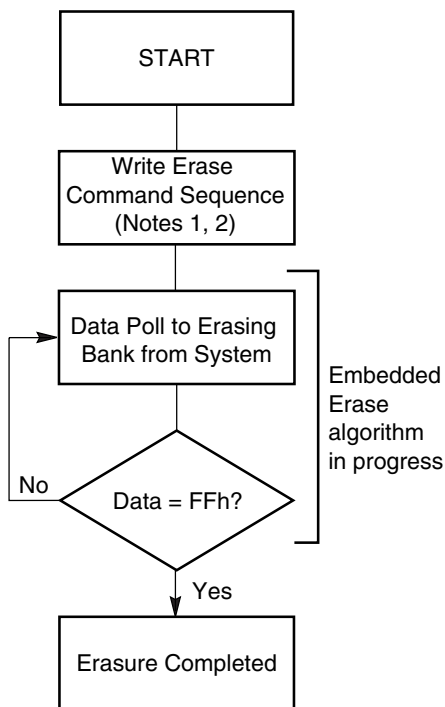 START
Write Erase
Command Sequence
(Notes 1, 2)
Data Poll to Erasing
Bank from System
Embedded
Erase
algorithm
in progress
No
Data = FFh?
Yes
Erasure Completed